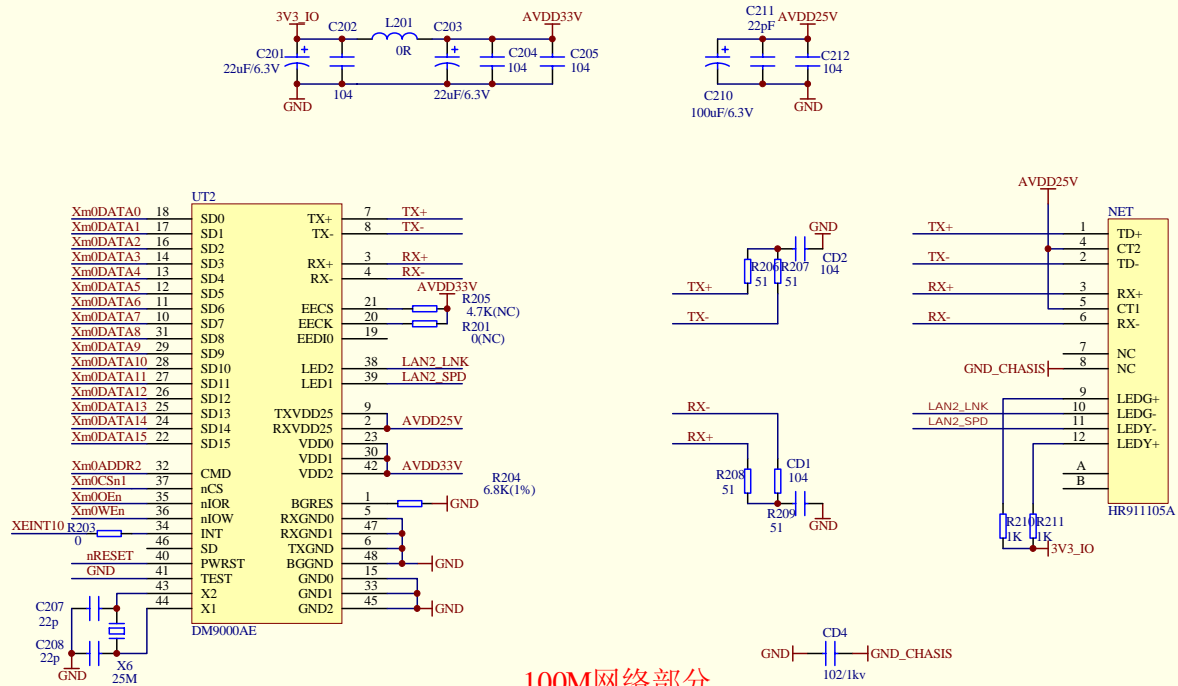 3V3_IO
C202
L201
C203
AVDD33V
C201
22uF/6.3V
0R
C204
104
C205
104
104
22uF/6.3V
GND
C211
22pF
AVDD25V
C212
104
C210
100uF/6.3V
GND
UT2
Xm0DATA0 18 SD0
Xm0DATA1 17 SD1
Xm0DATA2 16 SD2
Xm0DATA3 14 SD3
Xm0DATA4 13 SD4
Xm0DATA5 12 SD5
Xm0DATA6 11 SD6
Xm0DATA7 10 SD7
Xm0DATA8 31 SD8
Xm0DATA9 29 SD9
Xm0DATA10 28 SD10
Xm0DATA11 27 SD11
Xm0DATA12 26 SD12
Xm0DATA13 25 SD13
Xm0DATA14 24 SD14
Xm0DATA15 22 SD15
Xm0ADDR2 32 CMD
Xm0CSn1 37 nCS
Xm0OEn 35 nIOR
Xm0WEn 36 nIOW
XEINT10 R203 0 34 INT
46 SD
nRESET 40 PWRST
GND 41 TEST
43 X2
44 X1
C207
22p
C208
22p
GND
X6
25M
DM9000AE
TX+ 7 TX+
TX- 8 TX-
RX+ 3 RX+
RX- 4 RX-
AVDD33V
EECS 21 R205 4.7K(NC)
EECK 20 R201 0(NC)
EEDI0 19
LED2 38 LAN2_LNK
LED1 39 LAN2_SPD
TXVDD25 9
RXVDD25 2 AVDD25V
VDD0 23
VDD1 30
VDD2 42 AVDD33V
R204
6.8K(1%)
BGRES 1 GND
RXGND0 5
RXGND1 47
TXGND 6
BGGND 48 GND
GND0 15
GND1 33
GND2 45 GND
GND
CD2
104
R206
51
R207
51
TX+
TX-
RX-
RX+
R208
51
CD1
104
R209
51
GND
AVDD25V
NET
TX+ 1 TD+
4 CT2
TX- 2 TD-
RX+ 3 RX+
5 CT1
RX- 6 RX-
7 NC
GND_CHASIS 8 NC
9 LEDG+
LAN2_LNK 10 LEDG-
LAN2_SPD 11 LEDY-
12 LEDY+
A
B
HR911105A
R210
1K
R211
1K
3V3_IO
CD4
GND
GND_CHASIS
102/1kv
100M网络部分